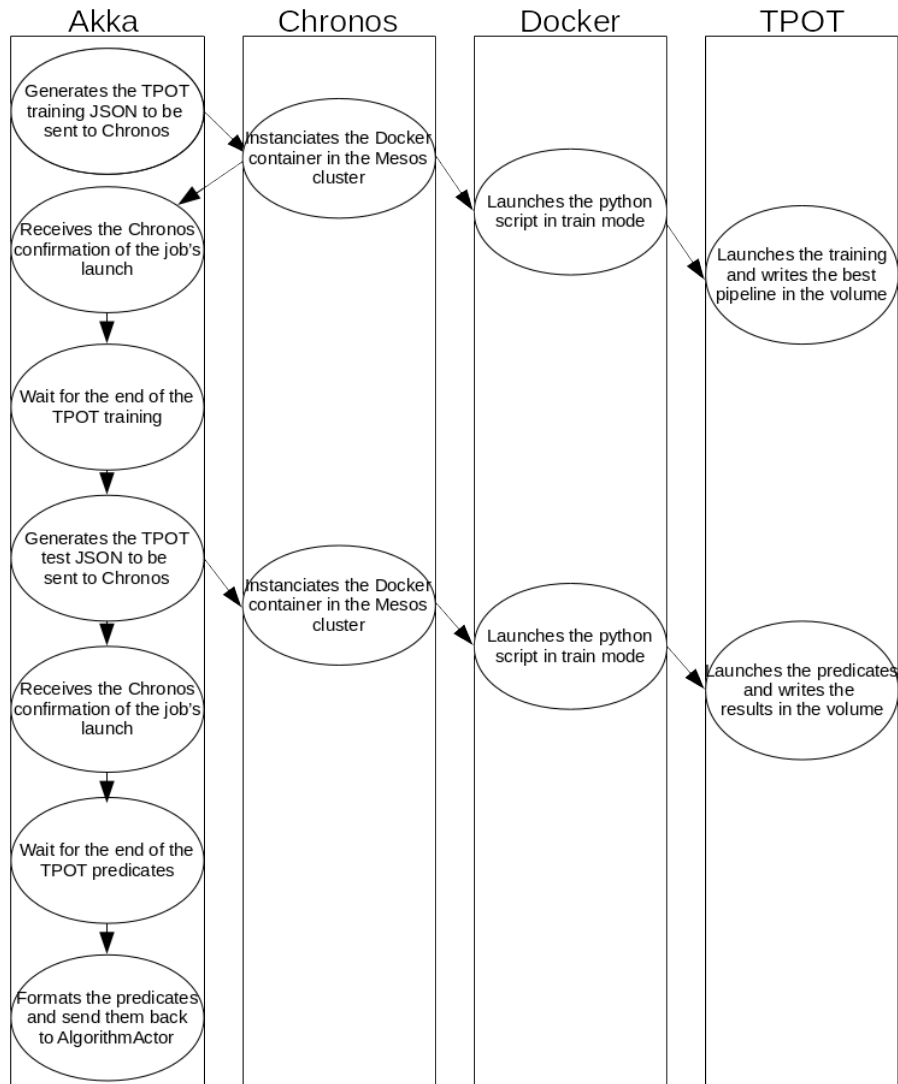 Akka
Chronos
Docker
TPOT
Generates the TPOT
training JSON to be
sent to Chronos
Instanciates the Docker
container in the Mesos
cluster
Launches the python
script in train mode
Receives the Chronos
confirmation of the job's
launch
Launches the training
and writes the best
pipeline in the volume
Wait for the end of the
TPOT training
Generates the TPOT
test JSON to be
sent to Chronos
Instanciates the Docker
container in the Mesos
cluster
Launches the python
script in train mode
Receives the Chronos
confirmation of the job's
launch
Launches the predicates
and writes the
results in the volume
Wait for the end of the
TPOT predicates
Formats the predicates
and send them back
to AlgorithmActor